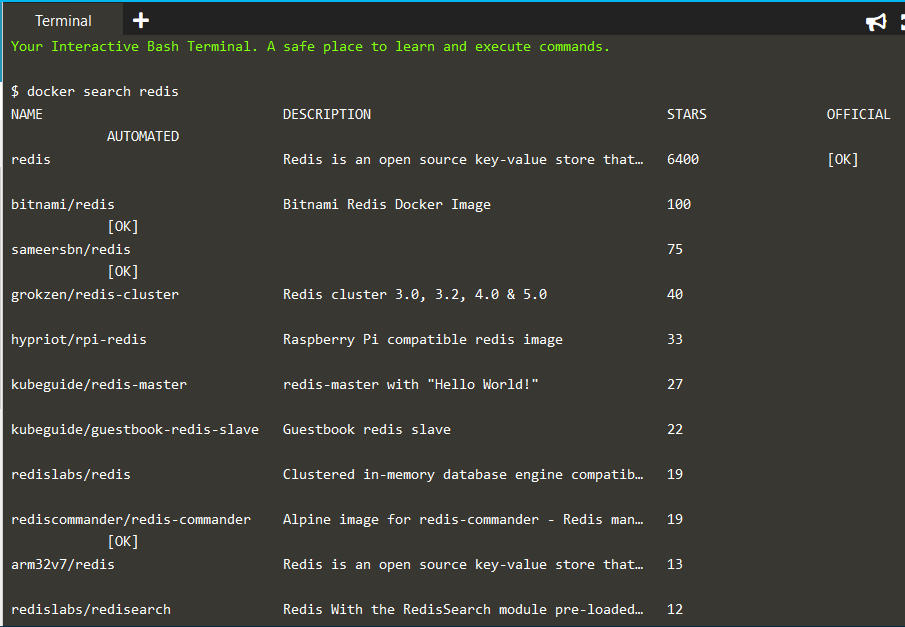 Terminal
Your Interactive Bash Terminal. A safe place to learn and execute commands.
$ docker search redis
NAME DESCRIPTION STARS OFFICIAL
AUTOMATED
redis Redis is an open source key-value store that… 6400 [OK]
bitnami/redis Bitnami Redis Docker Image 100
[OK]
sameersbn/redis 75
[OK]
grokzen/redis-cluster Redis cluster 3.0, 3.2, 4.0 & 5.0 40
hypriot/rpi-redis Raspberry Pi compatible redis image 33
kubeguide/redis-master redis-master with "Hello World!" 27
kubeguide/guestbook-redis-slave Guestbook redis slave 22
redislabs/redis Clustered in-memory database engine compatib… 19
rediscommander/redis-commander Alpine image for redis-commander - Redis man… 19
[OK]
arm32v7/redis Redis is an open source key-value store that… 13
redislabs/redisearch Redis With the RedisSearch module pre-loaded… 12